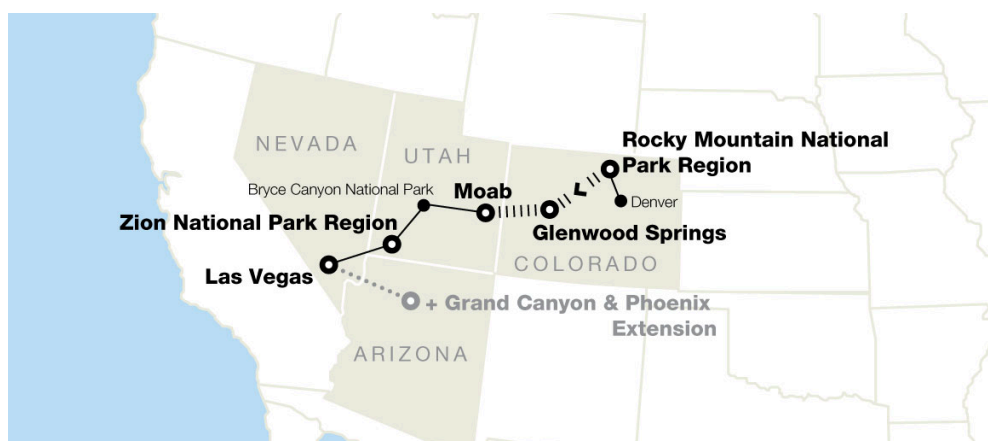 Rocky Mountain National
Park Region
NEVADA
UTAH
Bryce Canyon National Park
Moab
Denver
Zion National Park Region
Glenwood Springs
Las Vegas
COLORADO
+ Grand Canyon & Phoenix
Extension
ARIZONA